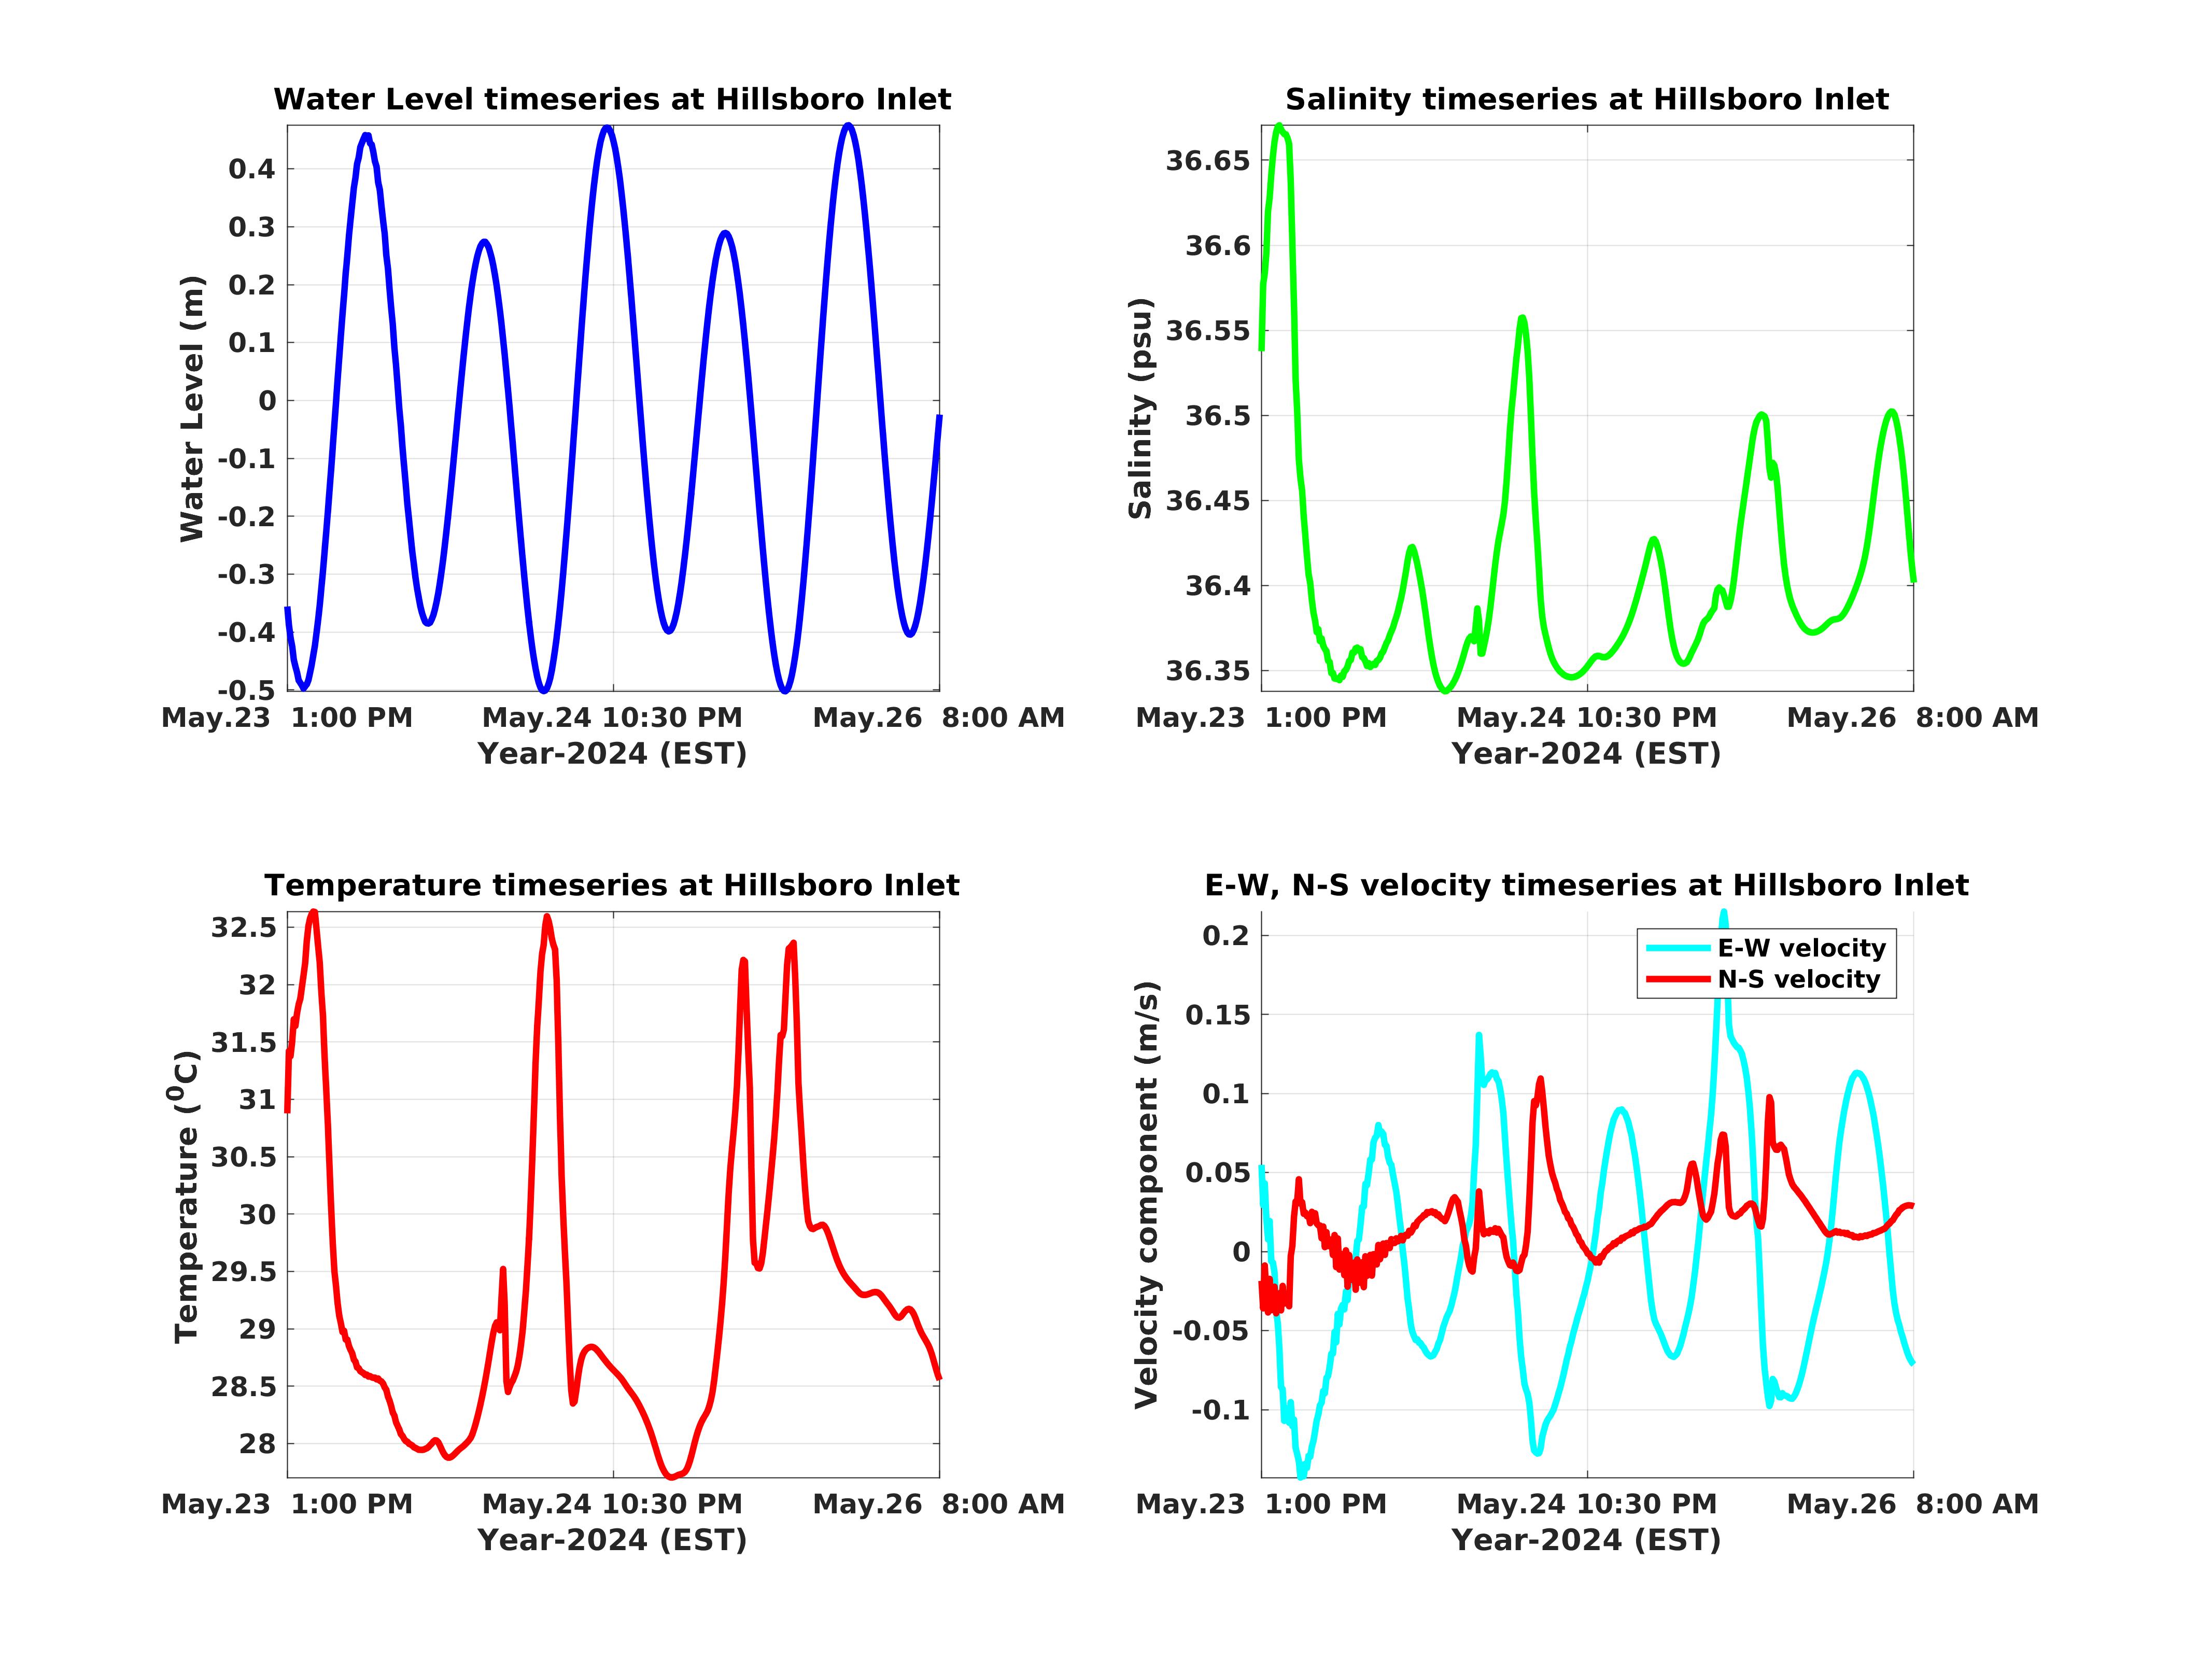 Water Level timeseries at Hillsboro Inlet
Water Level (m)
0.4
0.3
0.2
0.1
0
-0.1
-0.2
-0.3
-0.4
-0.5
May.23 1:00 PM May.24 10:30 PM May.26 8:00 AM
Year-2024 (EST)
Salinity timeseries at Hillsboro Inlet
Salinity (psu)
36.65
36.6
36.55
36.5
36.45
36.4
36.35
May.23 1:00 PM May.24 10:30 PM May.26 8:00 AM
Year-2024 (EST)
Temperature timeseries at Hillsboro Inlet
Temperature (⁰C)
32.5
32
31.5
31
30.5
30
29.5
29
28.5
28
May.23 1:00 PM May.24 10:30 PM May.26 8:00 AM
Year-2024 (EST)
E-W, N-S velocity timeseries at Hillsboro Inlet
Velocity component (m/s)
0.2
0.15
0.1
0.05
0
-0.05
-0.1
E-W velocity
N-S velocity
May.23 1:00 PM May.24 10:30 PM May.26 8:00 AM
Year-2024 (EST)